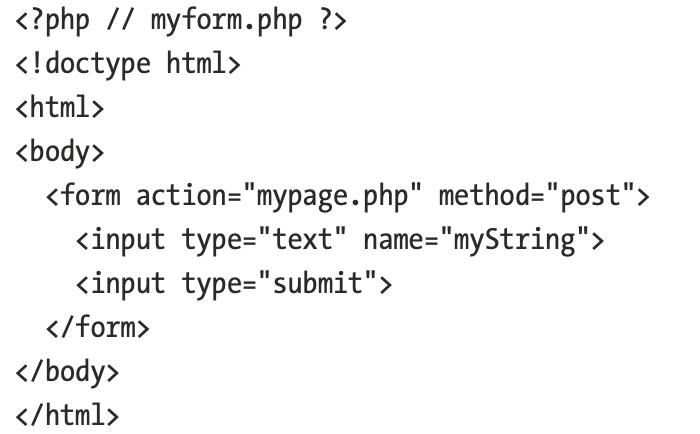 <?php // myform.php ?>
<!doctype html>
<html>
<body>
  <form action="mypage.php" method="post">
    <input type="text" name="myString">
    <input type="submit">
  </form>
</body>
</html>